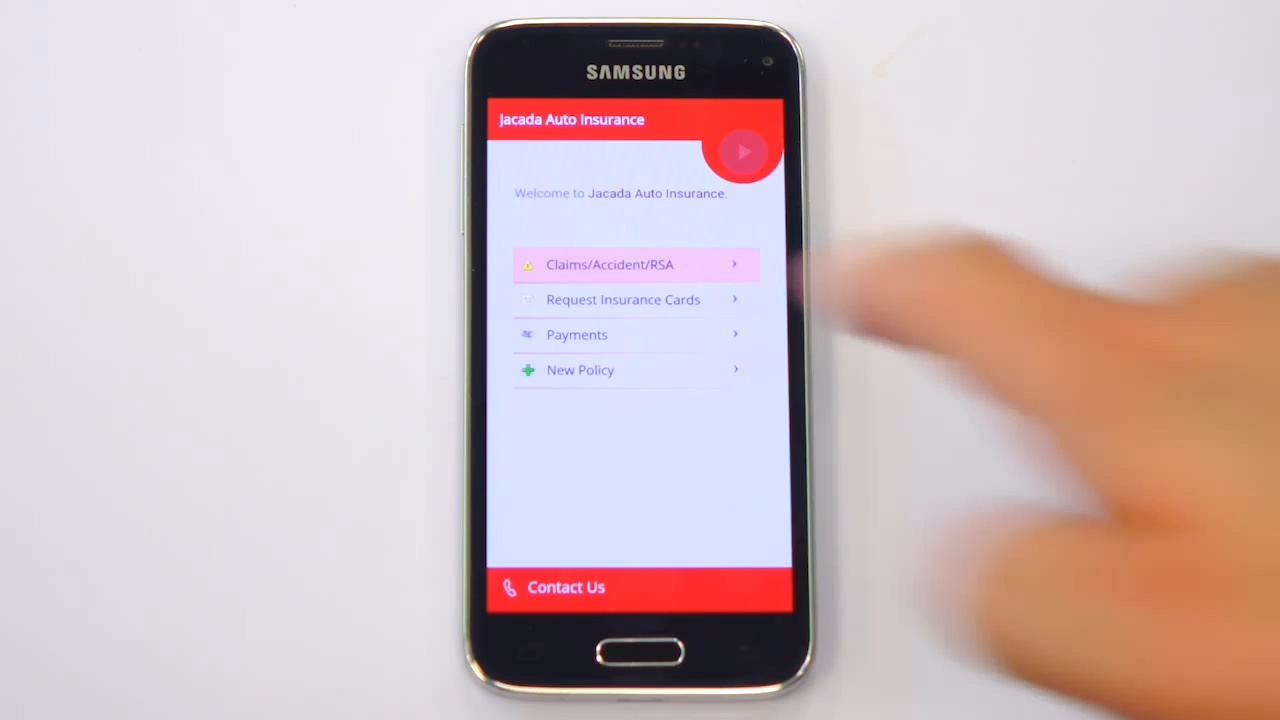 SAMSUNG
Jacada Auto Insurance
Welcome to Jacada Auto Insurance.
Claims/Accident/RSA
Request Insurance Cards
Payments
New Policy
Contact Us